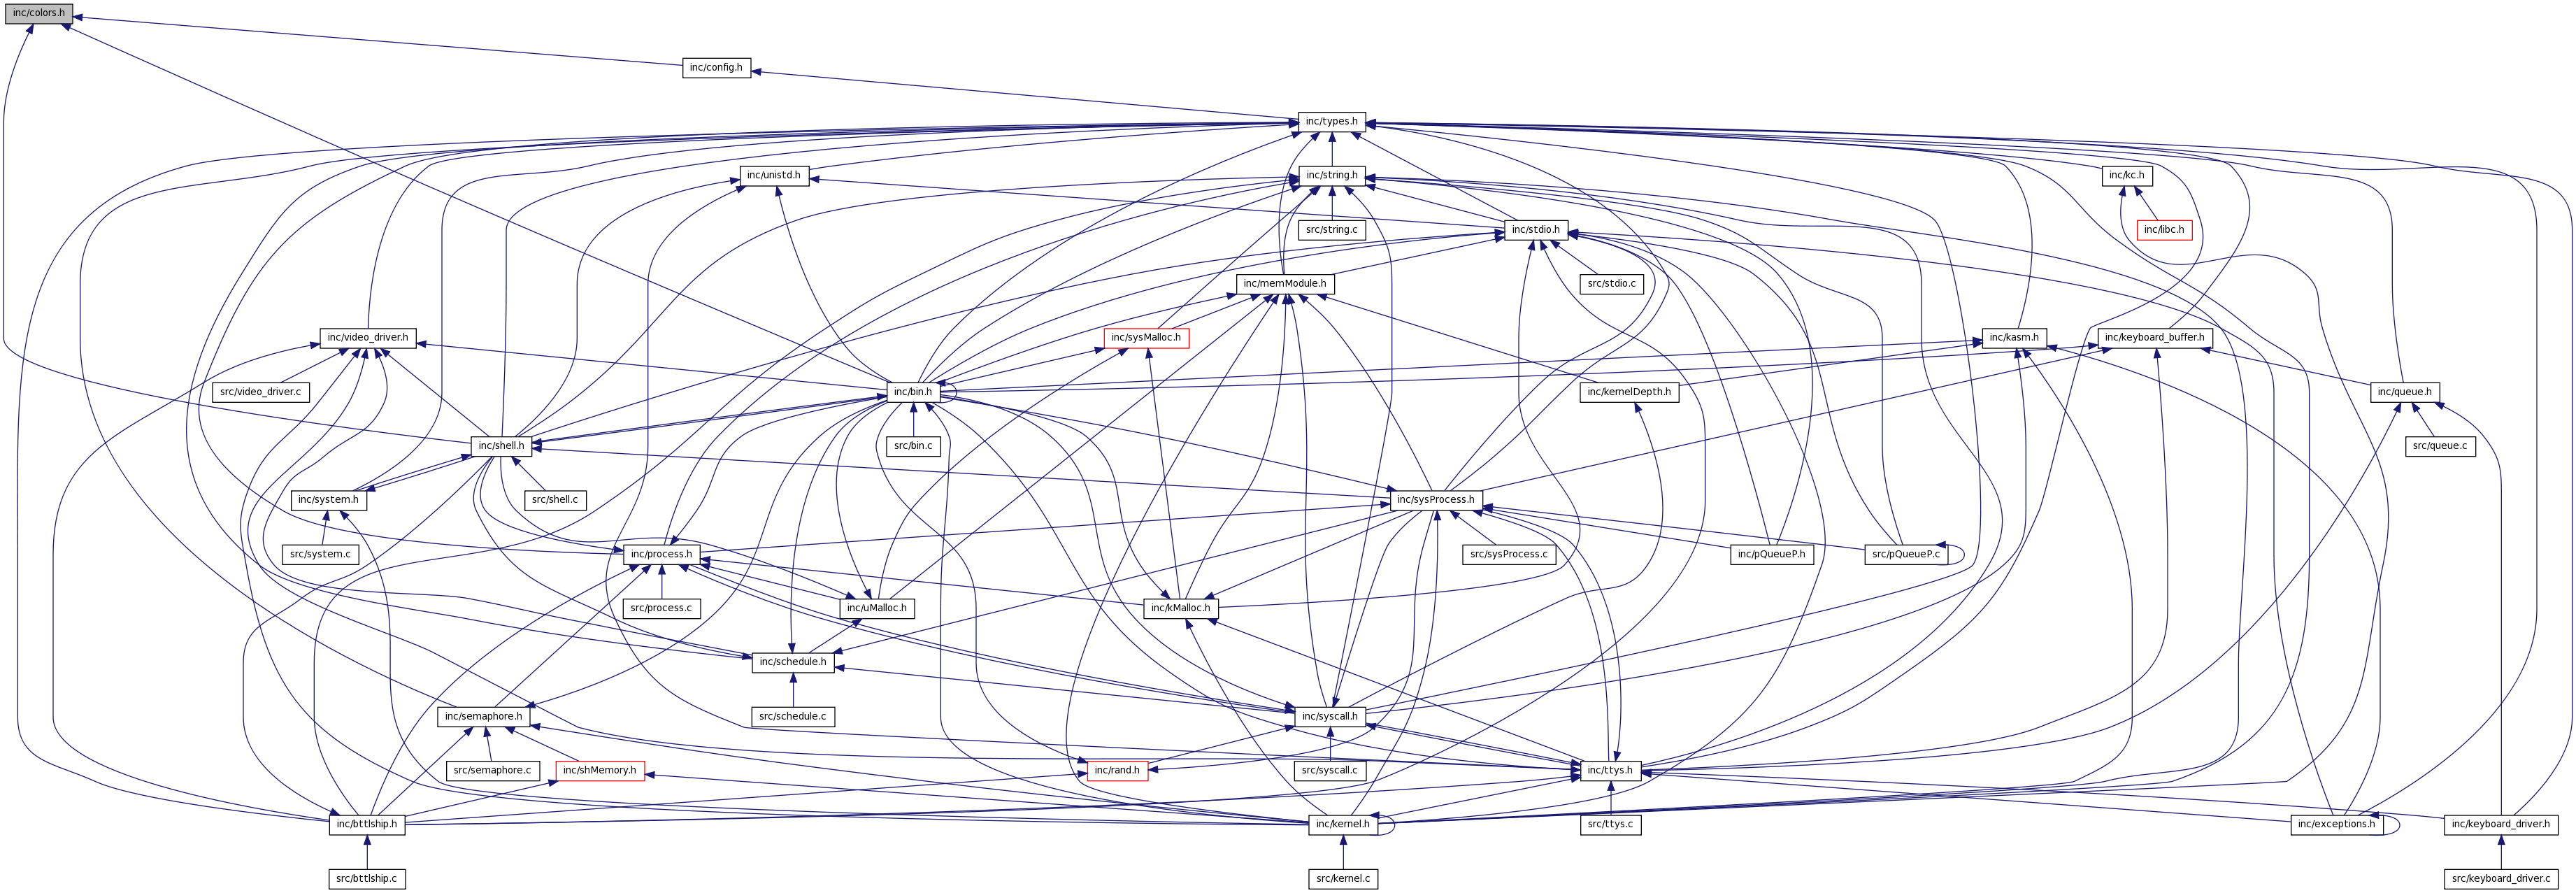 inc/colors.h
inc/config.h
inc/types.h
inc/unistd.h
inc/string.h
inc/kc.h
src/string.c
inc/stdio.h
inc/libc.h
inc/memModule.h
src/stdio.c
inc/video_driver.h
inc/sysMalloc.h
inc/kasm.h
inc/keyboard_buffer.h
src/video_driver.c
inc/bin.h
inc/kernelDepth.h
inc/queue.h
inc/shell.h
src/bin.c
src/queue.c
inc/system.h
src/shell.c
inc/sysProcess.h
src/system.c
inc/process.h
src/sysProcess.c
inc/pQueueP.h
src/pQueueP.c
src/process.c
inc/uMalloc.h
inc/kMalloc.h
inc/schedule.h
inc/semaphore.h
src/schedule.c
inc/syscall.h
src/semaphore.c
inc/shMemory.h
inc/rand.h
src/syscall.c
inc/ttys.h
inc/bttlship.h
inc/kernel.h
src/ttys.c
inc/exceptions.h
inc/keyboard_driver.h
src/bttlship.c
src/kernel.c
src/keyboard_driver.c